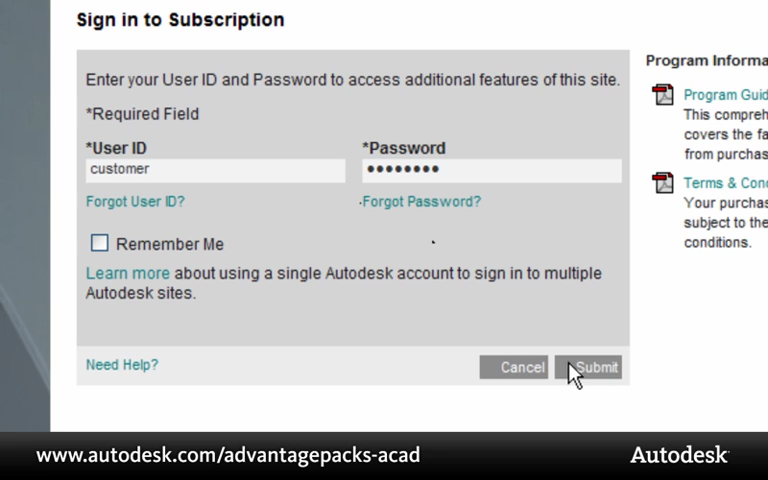 Sign in to Subscription
Enter your User ID and Password to access additional features of this site.
*Required Field
*User ID
*Password
customer
Forgot User ID?
Forgot Password?
Remember Me
Learn more about using a single Autodesk account to sign in to multiple
Autodesk sites.
Need Help?
Cancel
Submit
Program Informa
Program Guid
This compreh
covers the fa
from purchas
Terms & Cond
Your purchas
subject to the
conditions.
www.autodesk.com/advantagepacks-acad
Autodesk